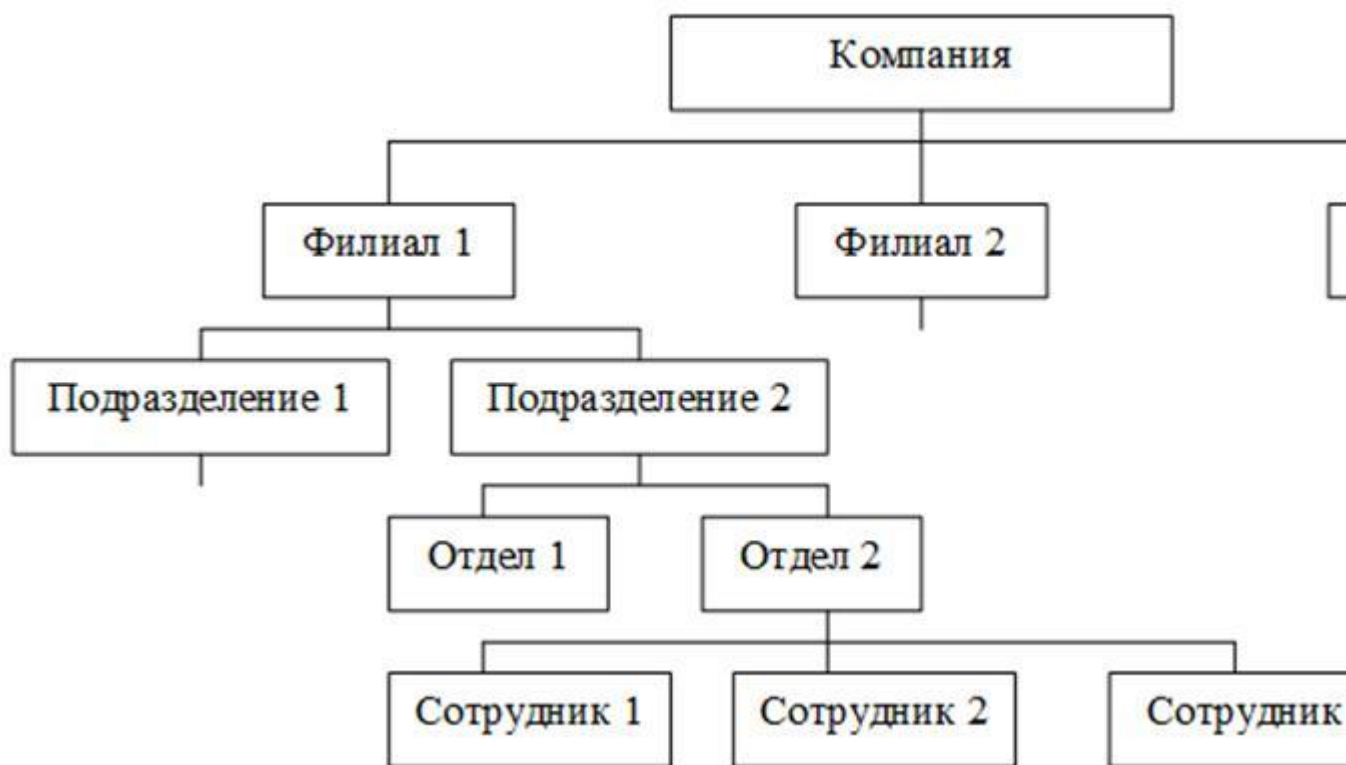 Компания
Филиал 1
Филиал 2
Подразделение 1
Подразделение 2
Отдел 1
Отдел 2
Сотрудник 1
Сотрудник 2
Сотрудник